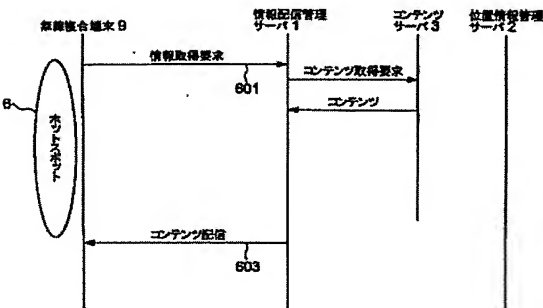 無線複合端末 9
情報配信管理
サーバ 1
コンテンツ
サーバ 3
位置情報管理
サーバ 2
情報取得要求
601
コンテンツ取得要求
コンテンツ
6
ホットスポット
コンテンツ配信
603